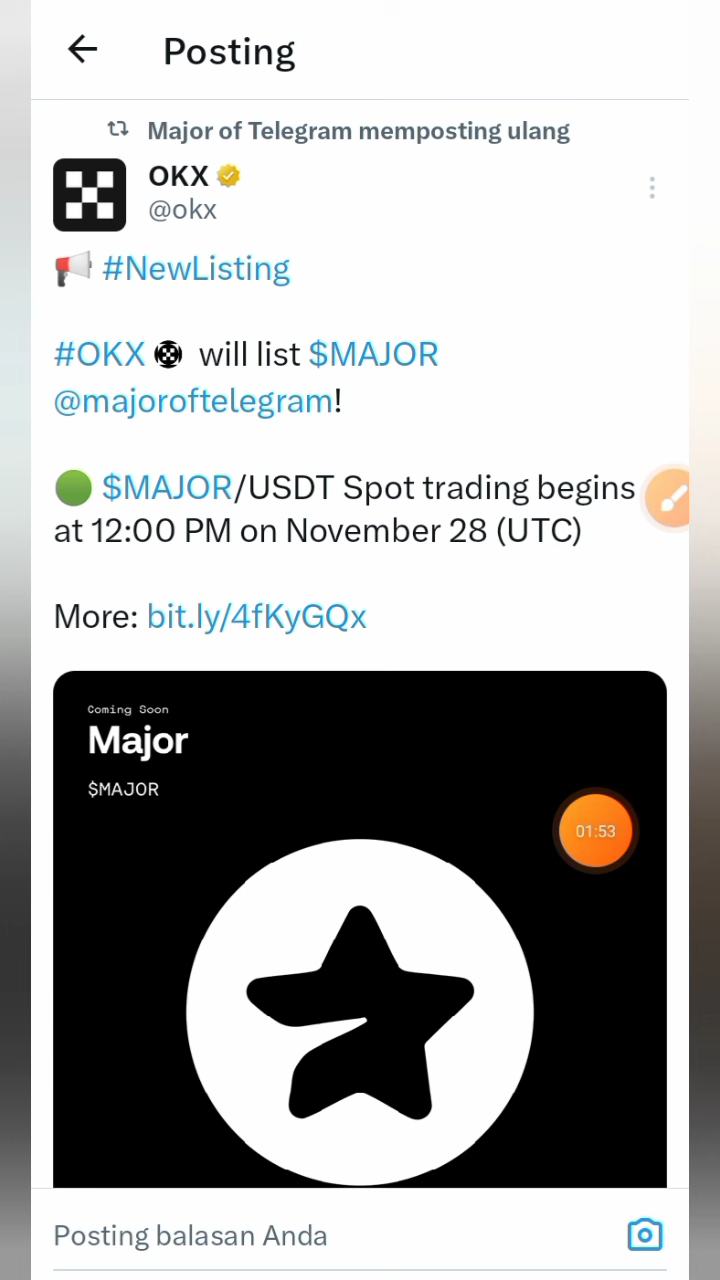 Posting
Major of Telegram memposting ulang
OKX
@okx
#NewListing
#OKX will list $MAJOR
@majoroftelegram!
$MAJOR/USDT Spot trading begins
at 12:00 PM on November 28 (UTC)
More: bit.ly/4fKyGQx
Coming Soon
Major
$MAJOR
01:53
Posting balasan Anda